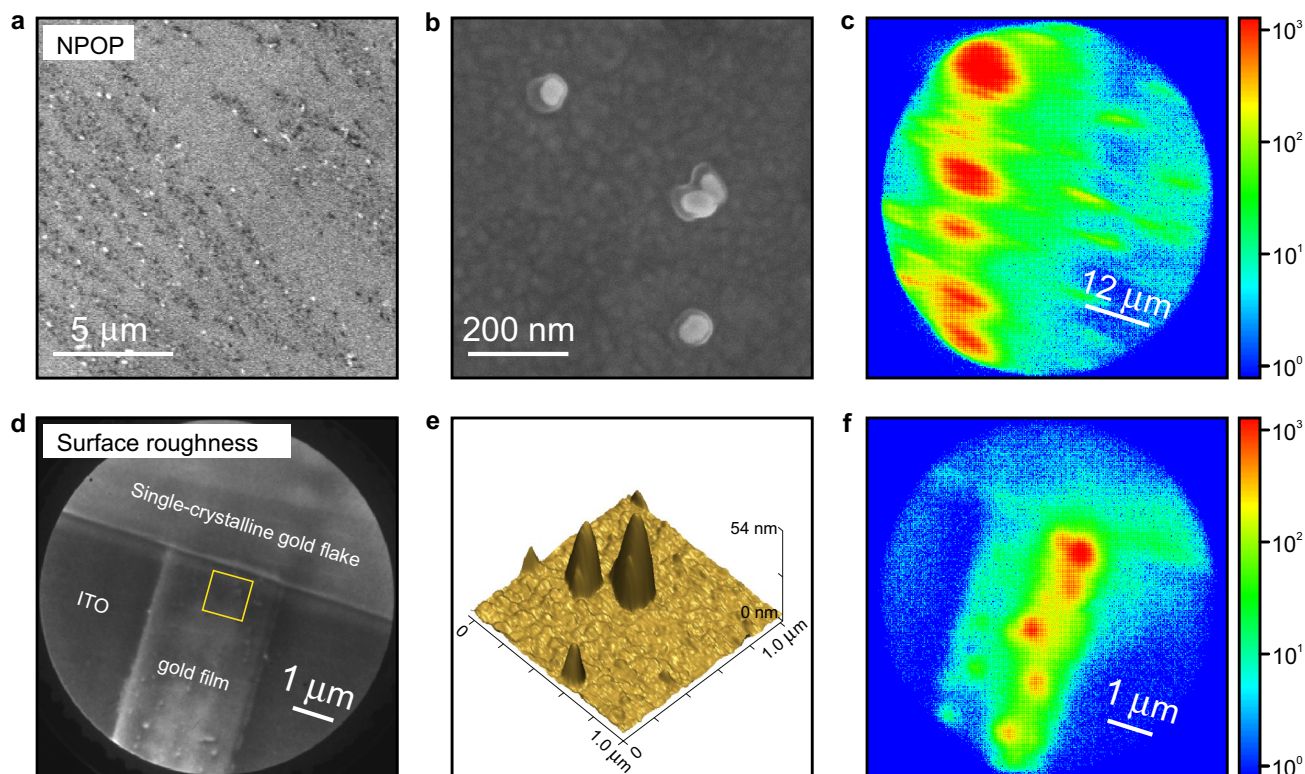 a
NPOP
5 μm
b
200 nm
c
12 μm
10³
10²
10¹
10⁰
d
Surface roughness
Single-crystalline gold flake
ITO
gold film
1 μm
e
54 nm
0 nm
0
1.0 μm
1.0 μm
0
f
1 μm
10³
10²
10¹
10⁰